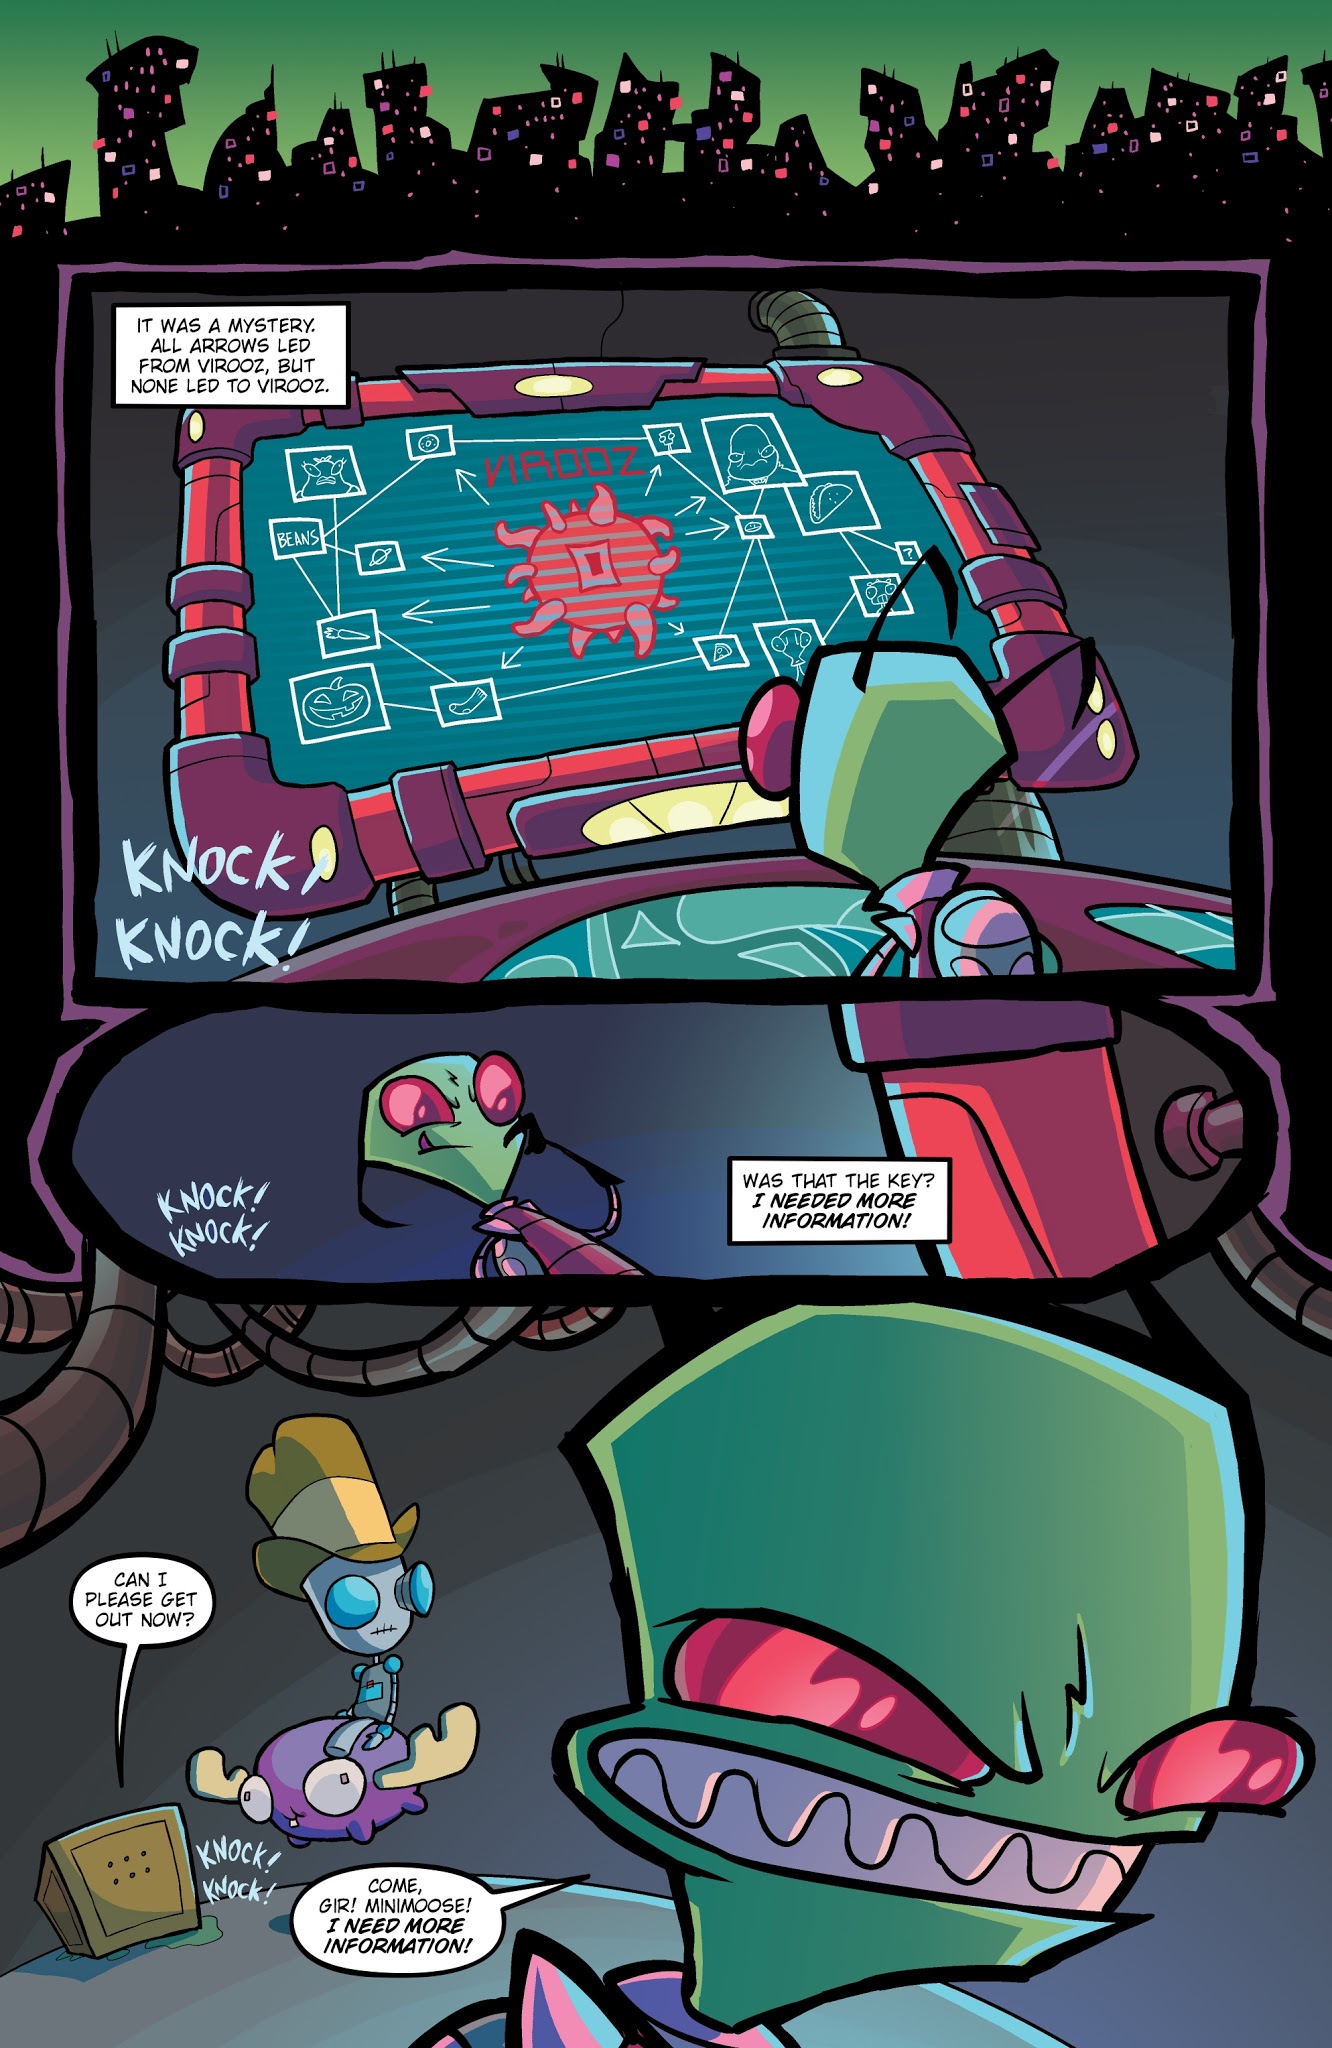 IT WAS A MYSTERY.
ALL ARROWS LED
FROM VIROOZ, BUT
NONE LED TO VIROOZ.
VIROOZ
BEANS
?
KNOCK!
KNOCK!
KNOCK!
KNOCK!
WAS THAT THE KEY?
I NEEDED MORE
INFORMATION!
CAN I
PLEASE GET
OUT NOW?
KNOCK!
KNOCK!
COME,
GIR! MINIMOOSE!
I NEED MORE
INFORMATION!